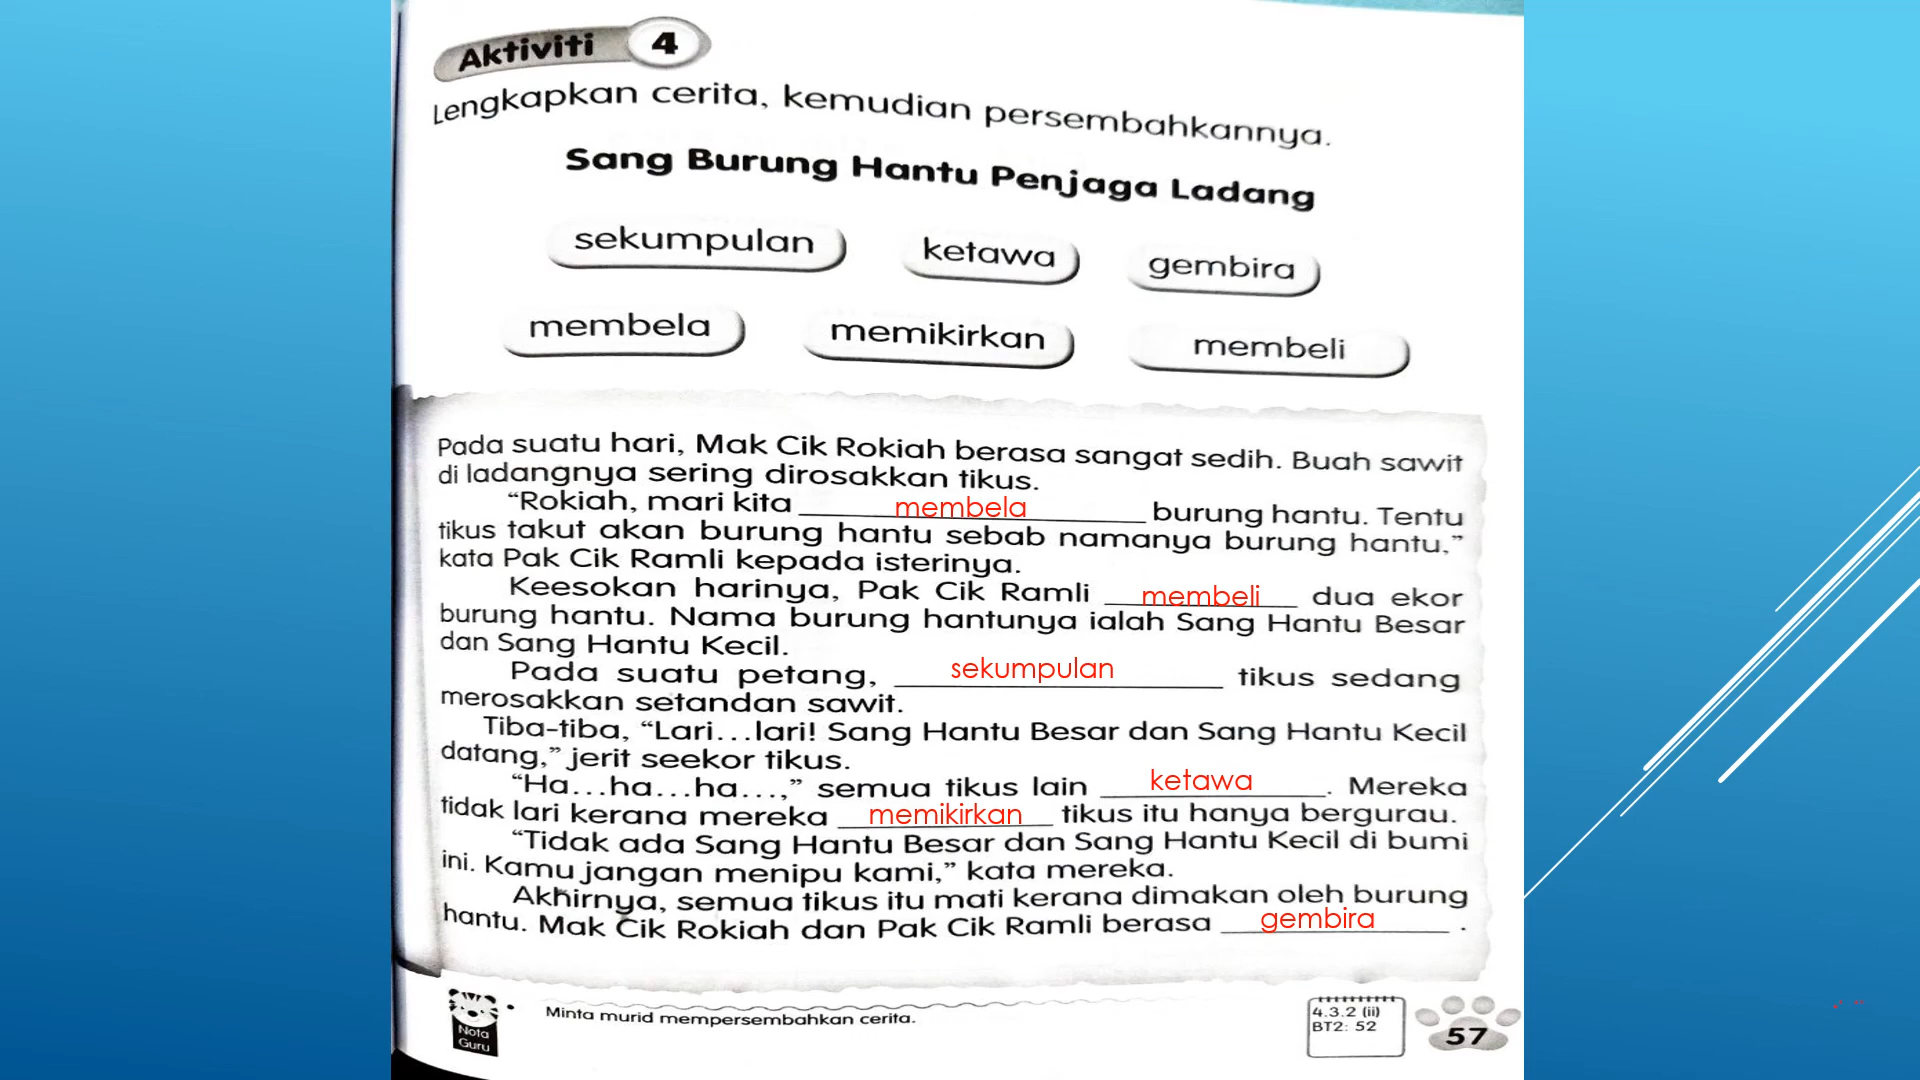 Aktiviti 4
Lengkapkan cerita, kemudian persembahkannya.
Sang Burung Hantu Penjaga Ladang
sekumpulan ketawa gembira
membela memikirkan membeli
Pada suatu hari, Mak Cik Rokiah berasa sangat sedih. Buah sawit
di ladangnya sering dirosakkan tikus.
“Rokiah, mari kita membela burung hantu. Tentu
tikus takut akan burung hantu sebab namanya burung hantu,”
kata Pak Cik Ramli kepada isterinya.
Keesokan harinya, Pak Cik Ramli membeli dua ekor
burung hantu. Nama burung hantunya ialah Sang Hantu Besar
dan Sang Hantu Kecil.
Pada suatu petang, sekumpulan tikus sedang
merosakkan setandan sawit.
Tiba-tiba, “Lari...lari! Sang Hantu Besar dan Sang Hantu Kecil
datang,” jerit seekor tikus.
“Ha...ha...ha...,” semua tikus lain ketawa. Mereka
tidak lari kerana mereka memikirkan tikus itu hanya bergurau.
“Tidak ada Sang Hantu Besar dan Sang Hantu Kecil di bumi
ini. Kamu jangan menipu kami,” kata mereka.
Akhirnya, semua tikus itu mati kerana dimakan oleh burung
hantu. Mak Cik Rokiah dan Pak Cik Ramli berasa gembira.
Nota
Guru
• Minta murid mempersembahkan cerita.
4.3.2 (ii)
BT2: 52
57